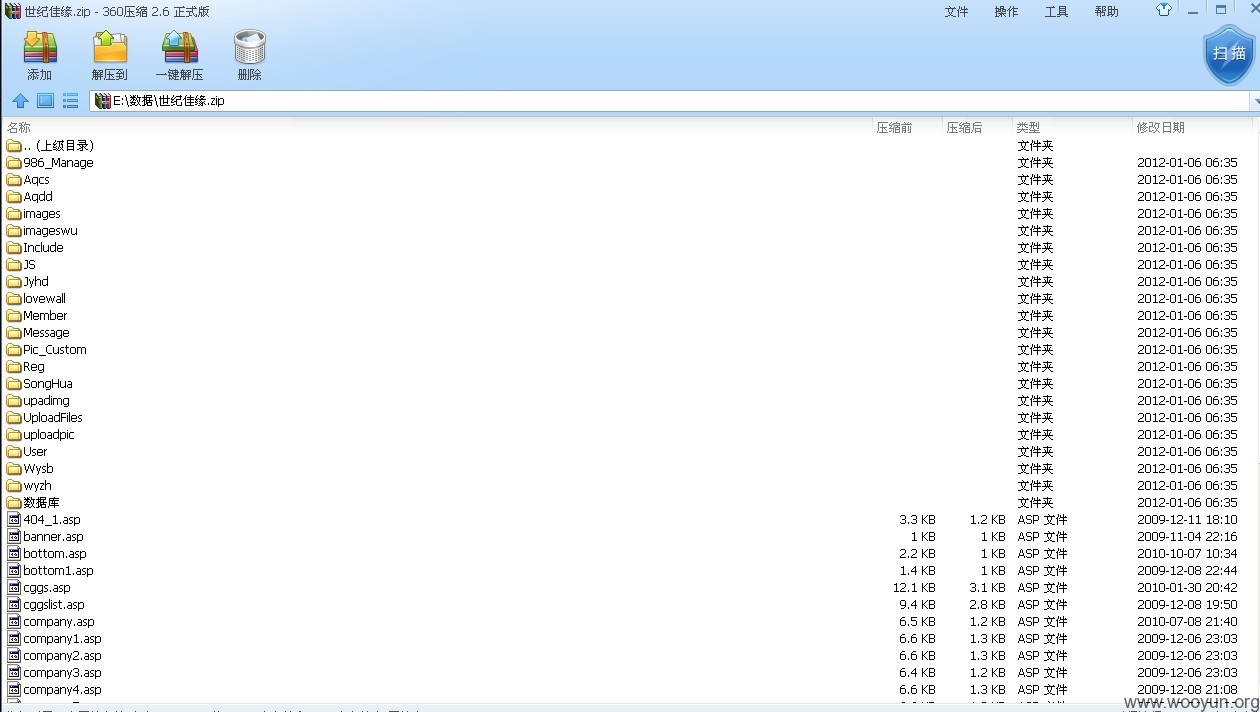 世纪佳缘.zip - 360压缩 2.6 正式版 文件 操作 工具 帮助
添加 解压到 一键解压 删除 扫描
E:\数据\世纪佳缘.zip
名称 压缩前 压缩后 类型 修改日期
.. (上级目录) 文件夹
986_Manage 文件夹 2012-01-06 06:35
Aqcs 文件夹 2012-01-06 06:35
Aqdd 文件夹 2012-01-06 06:35
images 文件夹 2012-01-06 06:35
imageswu 文件夹 2012-01-06 06:35
Include 文件夹 2012-01-06 06:35
JS 文件夹 2012-01-06 06:35
Jyhd 文件夹 2012-01-06 06:35
lovewall 文件夹 2012-01-06 06:35
Member 文件夹 2012-01-06 06:35
Message 文件夹 2012-01-06 06:35
Pic_Custom 文件夹 2012-01-06 06:35
Reg 文件夹 2012-01-06 06:35
SongHua 文件夹 2012-01-06 06:35
upadimg 文件夹 2012-01-06 06:35
UploadFiles 文件夹 2012-01-06 06:35
uploadpic 文件夹 2012-01-06 06:35
User 文件夹 2012-01-06 06:35
Wysb 文件夹 2012-01-06 06:35
wyzh 文件夹 2012-01-06 06:35
数据库 文件夹 2012-01-06 06:35
404_1.asp 3.3 KB 1.2 KB ASP 文件 2009-12-11 18:10
banner.asp 1 KB 1 KB ASP 文件 2009-11-04 22:16
bottom.asp 2.2 KB 1 KB ASP 文件 2010-10-07 10:34
bottom1.asp 1.4 KB 1 KB ASP 文件 2009-12-08 22:44
cggs.asp 12.1 KB 3.1 KB ASP 文件 2010-01-30 20:42
cggslist.asp 9.4 KB 2.8 KB ASP 文件 2009-12-08 19:50
company.asp 6.5 KB 1.2 KB ASP 文件 2010-07-08 21:40
company1.asp 6.6 KB 1.3 KB ASP 文件 2009-12-06 23:03
company2.asp 6.6 KB 1.3 KB ASP 文件 2009-12-06 23:03
company3.asp 6.4 KB 1.2 KB ASP 文件 2009-12-06 23:03
company4.asp 6.6 KB 1.3 KB ASP 文件 2009-12-08 21:08
www.wooyun.org